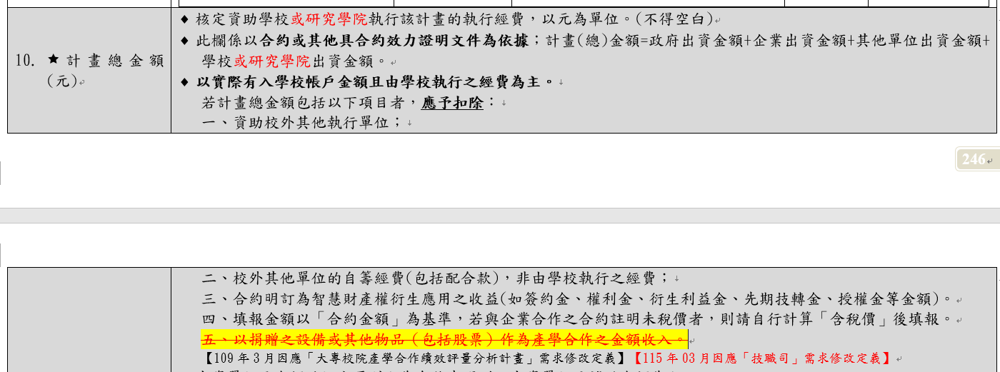 ◆ 核定資助學校或研究學院執行該計畫的執行經費，以元為單位。(不得空白)
10. ★計畫總金額(元)
◆ 此欄係以合約或其他具合約效力證明文件為依據；計畫(總)金額=政府出資金額+企業出資金額+其他單位出資金額+
學校或研究學院出資金額。
◆ 以實際有入學校帳戶金額且由學校執行之經費為主。
若計畫總金額包括以下項目者，應予扣除：
一、資助校外其他執行單位；
246
二、校外其他單位的自籌經費(包括配合款)，非由學校執行之經費；
三、合約明訂為智慧財產權衍生應用之收益(如簽約金、權利金、衍生利益金、先期技轉金、授權金等金額)。
四、填報金額以「合約金額」為基準，若與企業合作之合約註明未稅價者，則請自行計算「含稅價」後填報。
五、以捐贈之設備或其他物品（包括股票）作為產學合作之金額收入。
【109 年 3 月因應「大專校院產學合作績效評量分析計畫」需求修改定義】【115 年 03 月因應「技職司」需求修改定義】